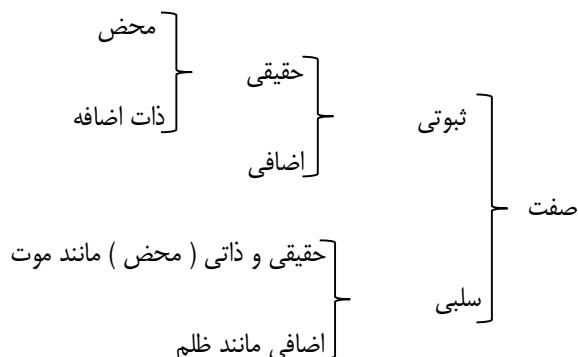 صفت
ثبوتی
حقیقی
محض
ذات اضافه
اضافی
سلبی
حقیقی و ذاتی ( محض ) مانند موت
اضافی مانند ظلم